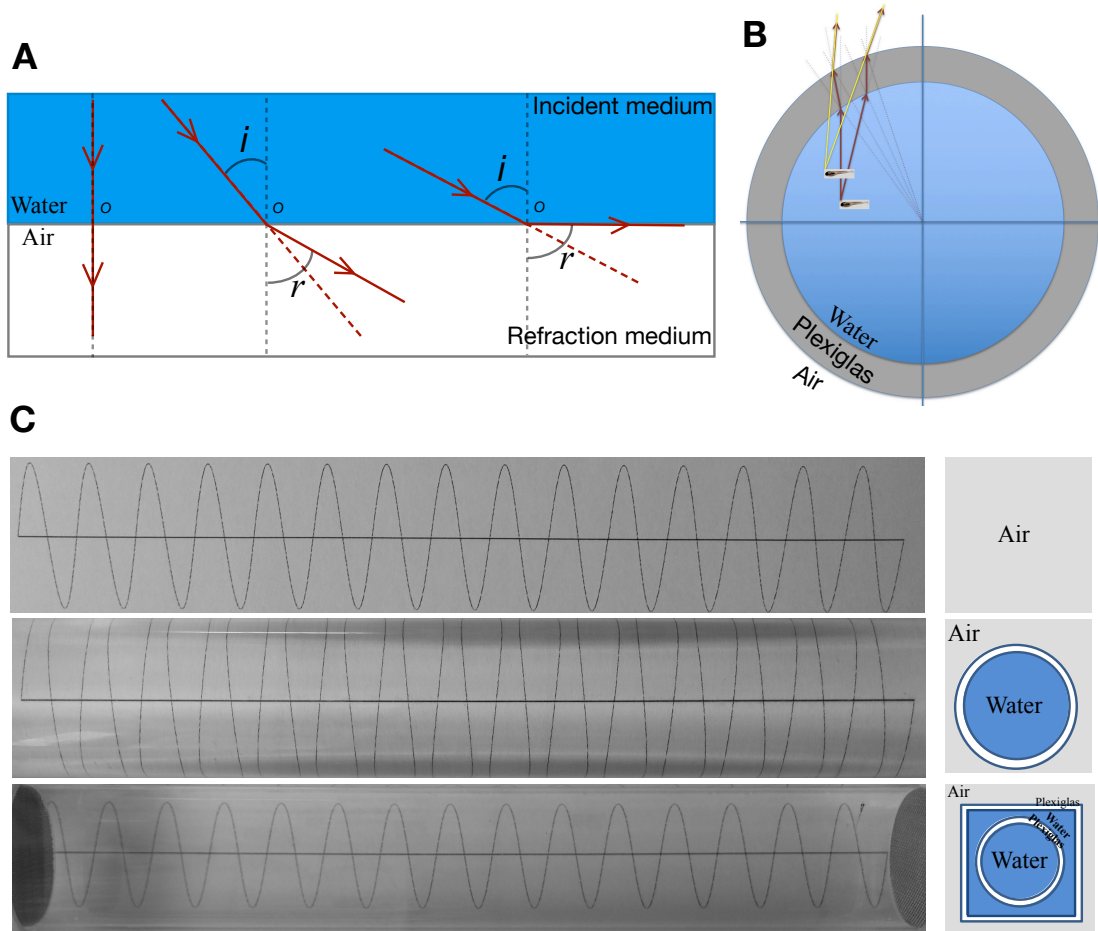 A
Incident medium
i
i
Water
o
o
o
Air
r
r
Refraction medium
B
Water
Plexiglas
Air
C
Air
Air
Water
Air
Plexiglas
Water
Plexiglas
Water